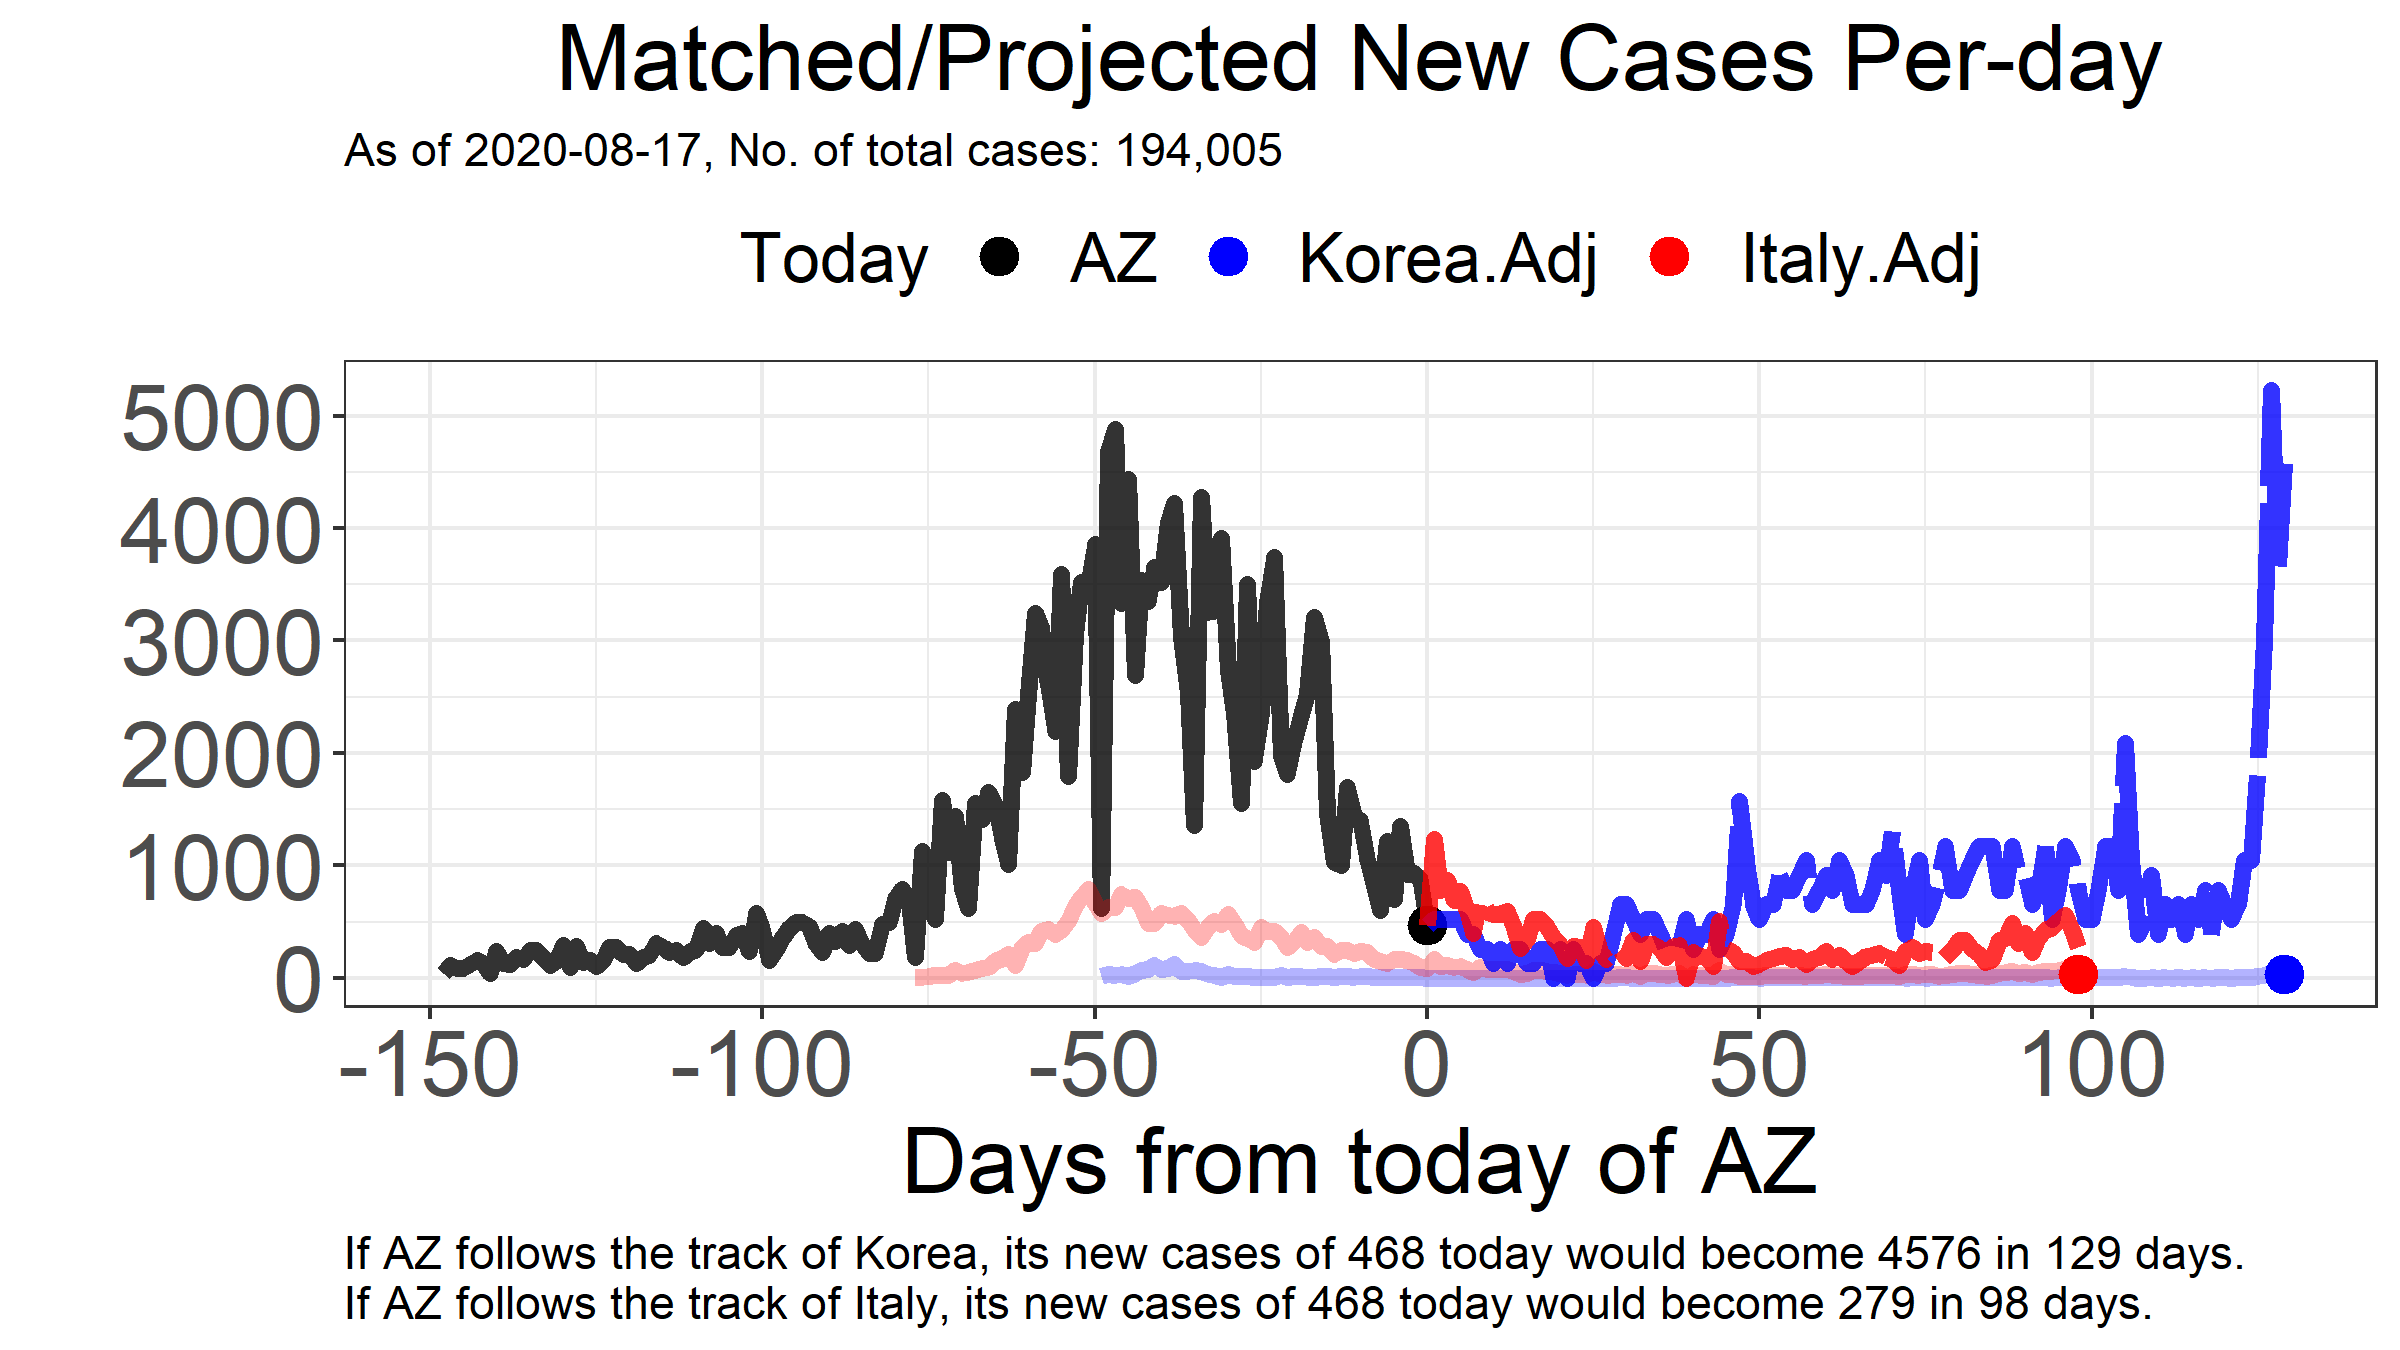 Matched/Projected New Cases Per-day
As of 2020-08-17, No. of total cases: 194,005
Today AZ Korea.Adj Italy.Adj
5000
4000
3000
2000
1000
0
-150 -100 -50 0 50 100
Days from today of AZ
If AZ follows the track of Korea, its new cases of 468 today would become 4576 in 129 days.
If AZ follows the track of Italy, its new cases of 468 today would become 279 in 98 days.